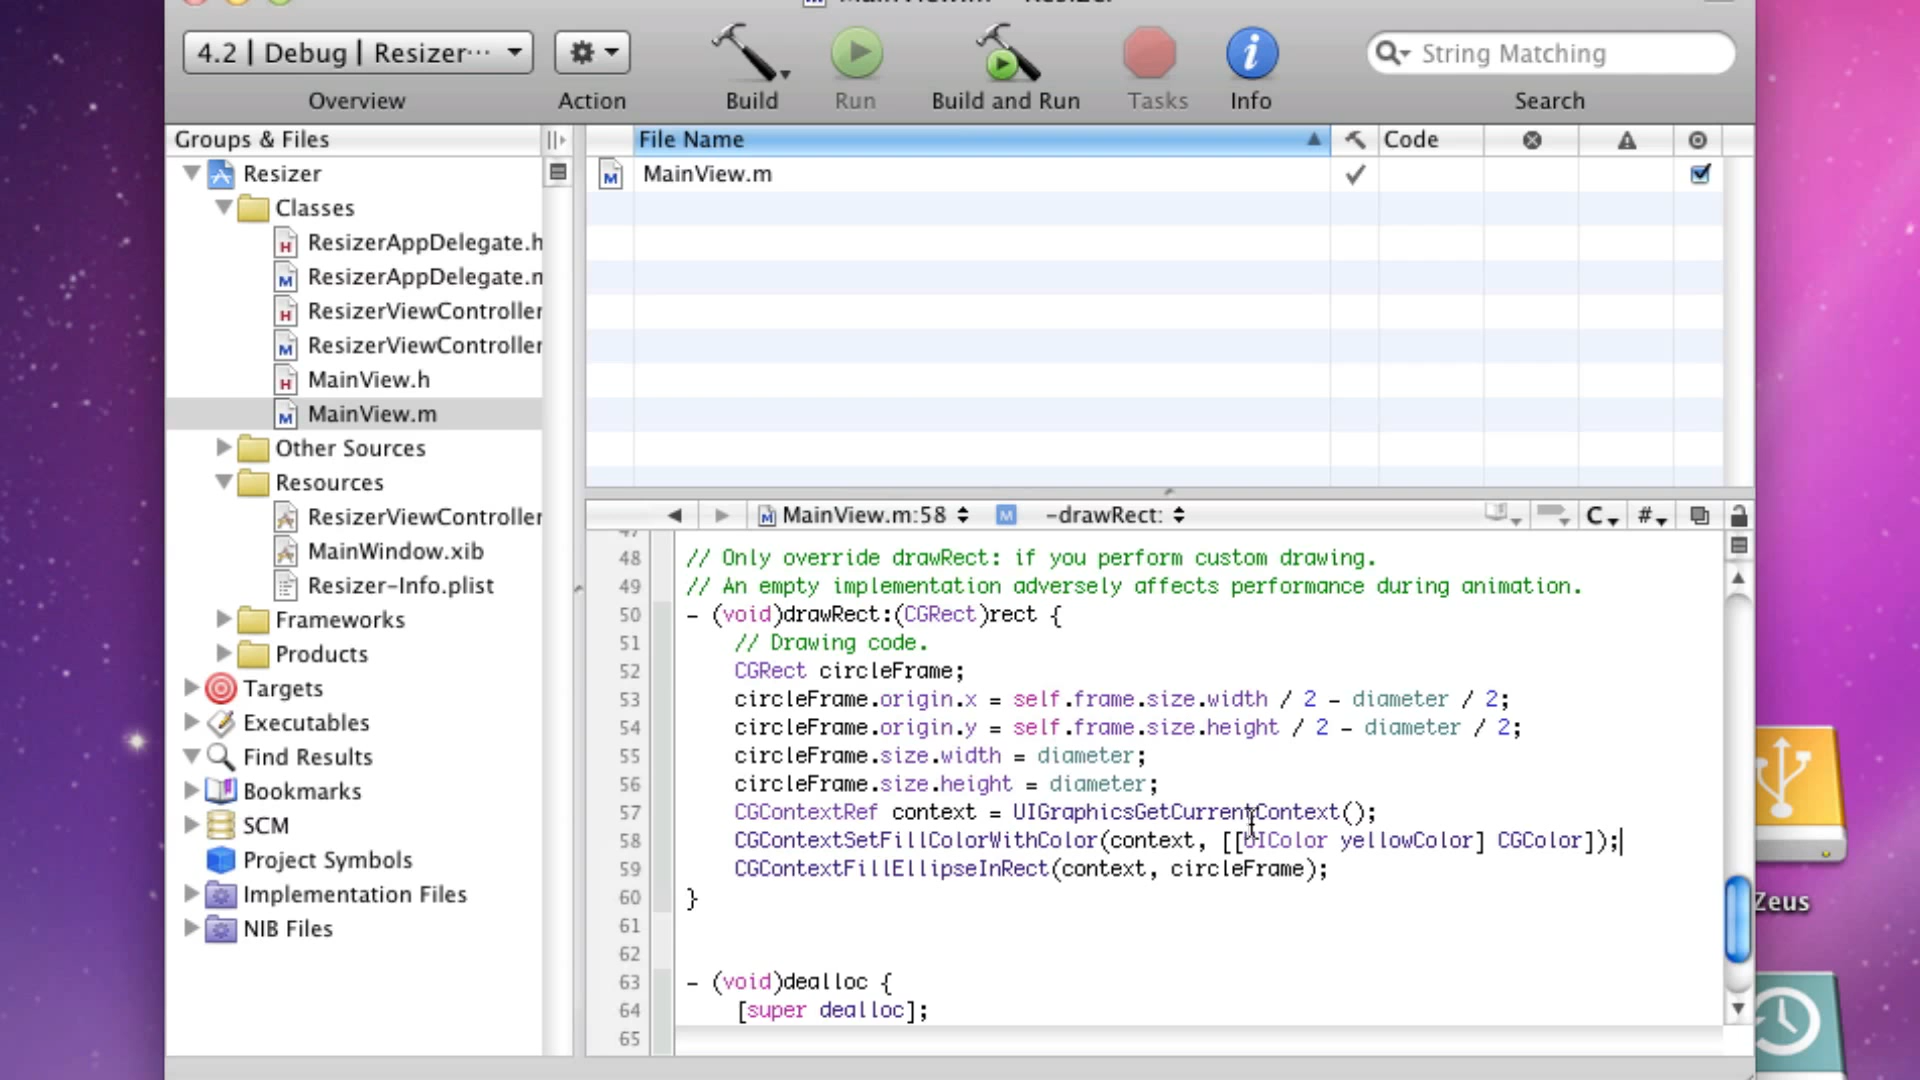 4.2 | Debug | Resizer···
Overview
Action
Build
Run
Build and Run
Tasks
Info
String Matching
Search
Groups & Files
Resizer
Classes
ResizerAppDelegate.h
ResizerAppDelegate.m
ResizerViewController
ResizerViewController
MainView.h
MainView.m
Other Sources
Resources
ResizerViewController
MainWindow.xib
Resizer-Info.plist
Frameworks
Products
Targets
Executables
Find Results
Bookmarks
SCM
Project Symbols
Implementation Files
NIB Files
File Name
Code
MainView.m
MainView.m:58
-drawRect:
C
#
47
48 // Only override drawRect: if you perform custom drawing.
49 // An empty implementation adversely affects performance during animation.
50 - (void)drawRect:(CGRect)rect {
51 // Drawing code.
52 CGRect circleFrame;
53 circleFrame.origin.x = self.frame.size.width / 2 - diameter / 2;
54 circleFrame.origin.y = self.frame.size.height / 2 - diameter / 2;
55 circleFrame.size.width = diameter;
56 circleFrame.size.height = diameter;
57 CGContextRef context = UIGraphicsGetCurrentContext();
58 CGContextSetFillColorWithColor(context, [[UIColor yellowColor] CGColor]);
59 CGContextFillEllipseInRect(context, circleFrame);
60 }
61
62
63 - (void)dealloc {
64 [super dealloc];
65
Zeus